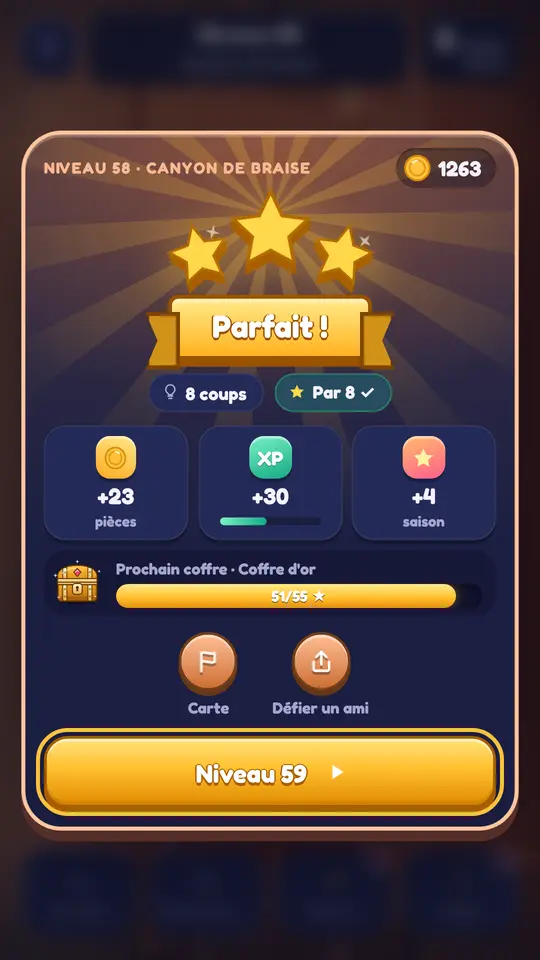 NIVEAU 58 · CANYON DE BRAISE
1263
Parfait !
8 coups
Par 8 ✓
+23
pièces
XP
+30
+4
saison
Prochain coffre · Coffre d'or
51/55 ★
Carte
Défier un ami
Niveau 59